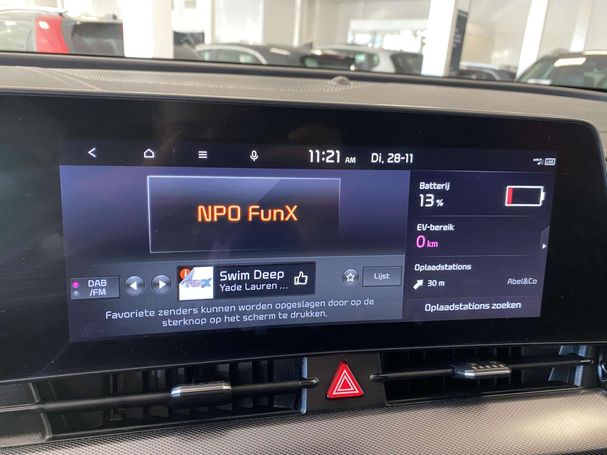 11:21 AM Di, 28-11
NPO FunX
Batterij
13 %
EV-bereik
0 km
Oplaadstations
30 m Abel&Co
Oplaadstations zoeken
DAB
/FM
FUNX
Swim Deep
Yade Lauren ...
Lijst
Favoriete zenders kunnen worden opgeslagen door op de
sterknop op het scherm te drukken.